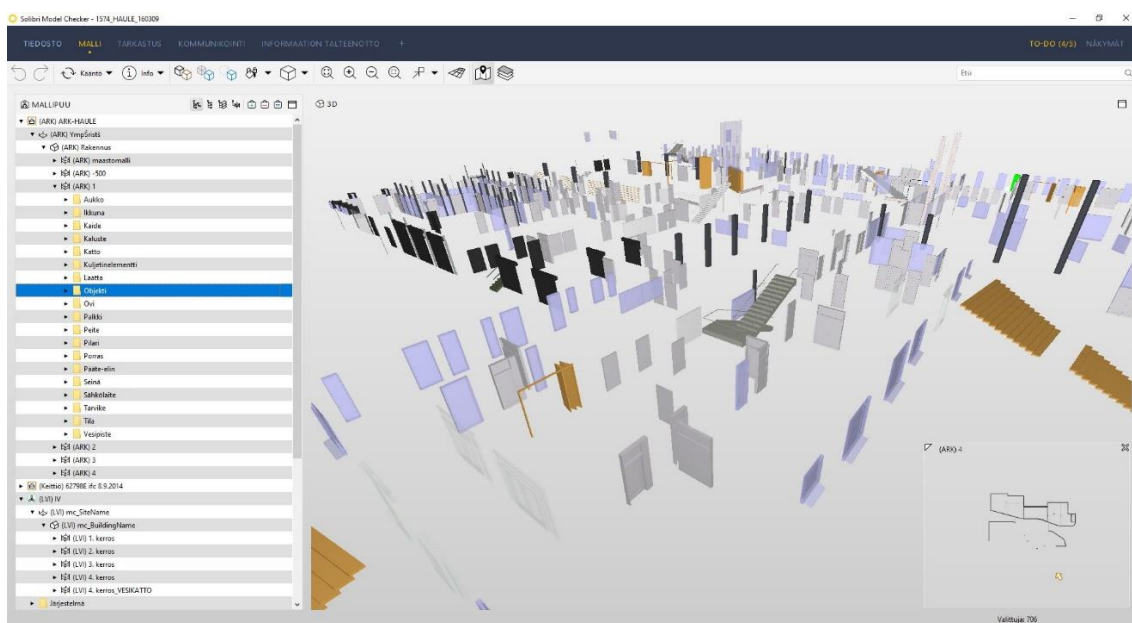 Solibri Model Checker - 1574_HAULE_160309
TIEDOSTO MALLI TARKASTUS KOMMUNIKOINTI INFORMAATION TALTEENOTTO +
TO-DO (4/5) NÄKYMÄT
Kääntö Info
Etsi
MALLIPUU
3D
(ARK) ARK-HAULE
(ARK) YmpŠristš
(ARK) Rakennus
(ARK) maastomalli
(ARK) -500
(ARK) 1
Aukko
Ikkuna
Kaide
Kaluste
Katto
Kuljetinelementti
Laatta
Objekti
Ovi
Palkki
Peite
Pilari
Porras
Pääte-elin
Seinä
Sähkölaite
Tarvike
Tila
Vesipiste
(ARK) 2
(ARK) 3
(ARK) 4
(Keittiö) 62798E ifc 8.9.2014
(LVI) IV
(LVI) mc_SiteName
(LVI) mc_BuildingName
(LVI) 1. kerros
(LVI) 2. kerros
(LVI) 3. kerros
(LVI) 4. kerros
(LVI) 4. kerros_VESIKATTO
Järjestelmä
(ARK) 4
Valittuja: 706